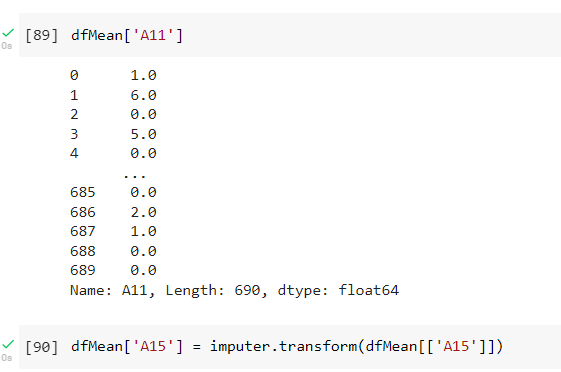 [89] dfMean['A11']
0s
0      1.0
1      6.0
2      0.0
3      5.0
4      0.0
      ...
685    0.0
686    2.0
687    1.0
688    0.0
689    0.0
Name: A11, Length: 690, dtype: float64
[90] dfMean['A15'] = imputer.transform(dfMean[['A15']])
0s